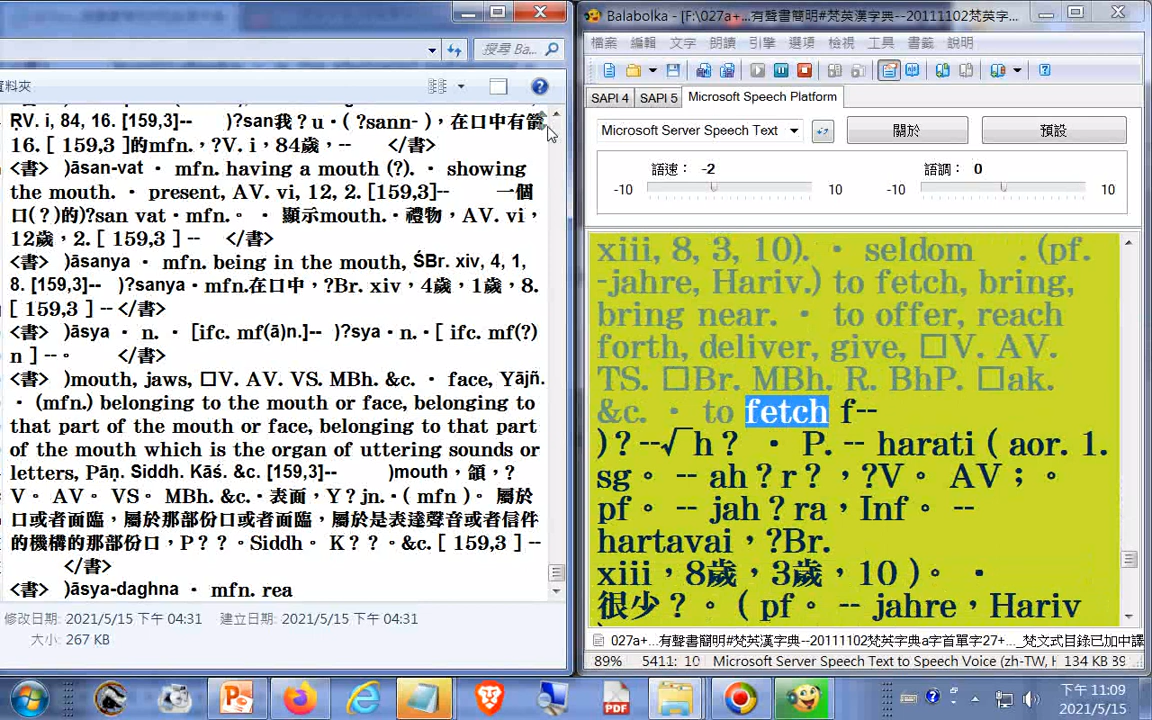 搜尋 Ba...
資料夾
ṚV. i, 84, 16. [159,3]-- )?san我？u‧(？sann-)，在口中有箭
16. [ 159,3]的mfn.，?V. i，84歲，-- </書>
<書> )āsan-vat‧mfn. having a mouth (?).‧showing
the mouth.‧present, AV. vi, 12, 2. [159,3]-- 一個
口(？)的)?san vat‧mfn.。‧顯示mouth.‧禮物，AV. vi，
12歲，2. [ 159,3 ] -- </書>
<書> )āsanya‧mfn. being in the mouth, ŚBr. xiv, 4, 1,
8. [159,3]-- )?sanya‧mfn.在口中，?Br. xiv，4歲，1歲，8.
[ 159,3] -- </書>
<書> )āsya‧n.‧[ifc. mf(ā)n.]-- )?sya‧n.‧[ ifc. mf(?)
n ] --。 </書>
<書> )mouth, jaws, □V. AV. VS. MBh. &c.‧face, Yājñ.
‧(mfn.) belonging to the mouth or face, belonging to
that part of the mouth or face, belonging to that part
of the mouth which is the organ of uttering sounds or
letters, Pāṇ. Siddh. Kāś. &c. [159,3]-- )mouth，頜，?
V。 AV。 VS。 MBh. &c.‧表面，Y？jn.‧( mfn )。屬於
口或者面臨，屬於那部份口或者面臨，屬於是表達聲音或者信件
的機構的那部份口，P？？。Siddh。 K？？。&c. [ 159,3 ] --
</書>
<書> )āsya-daghna‧mfn. rea
修改日期: 2021/5/15 下午 04:31 建立日期: 2021/5/15 下午 04:31
大小: 267 KB
Balabolka - [F:\027a+...有聲書簡明#梵英漢字典--20111102梵英字...
檔案 編輯 文字 朗讀 引擎 選項 檢視 工具 書籤 說明
SAPI 4 SAPI 5 Microsoft Speech Platform
Microsoft Server Speech Text 關於 預設
語速: -2 語調: 0
-10 10 -10 10
xiii, 8, 3, 10).‧seldom . (pf.
-jahre, Hariv.) to fetch, bring,
bring near.‧to offer, reach
forth, deliver, give, □V. AV.
TS. □Br. MBh. R. BhP. □ak.
&c.‧to fetch f--
)？--√h？‧P. -- harati ( aor. 1.
sg。 -- ah？r？，?V。 AV；。
pf。 -- jah？ra，Inf。 --
hartavai，?Br.
xiii，8歲，3歲，10 )。‧
很少？。( pf。 -- jahre，Hariv
027a+...有聲書簡明#梵英漢字典--20111102梵英字典a字首單字27+..._梵文式目錄已加中譯
89% 5411: 10 Microsoft Server Speech Text to Speech Voice (zh-TW, H 134 KB 39
PDF
下午 11:09
2021/5/15